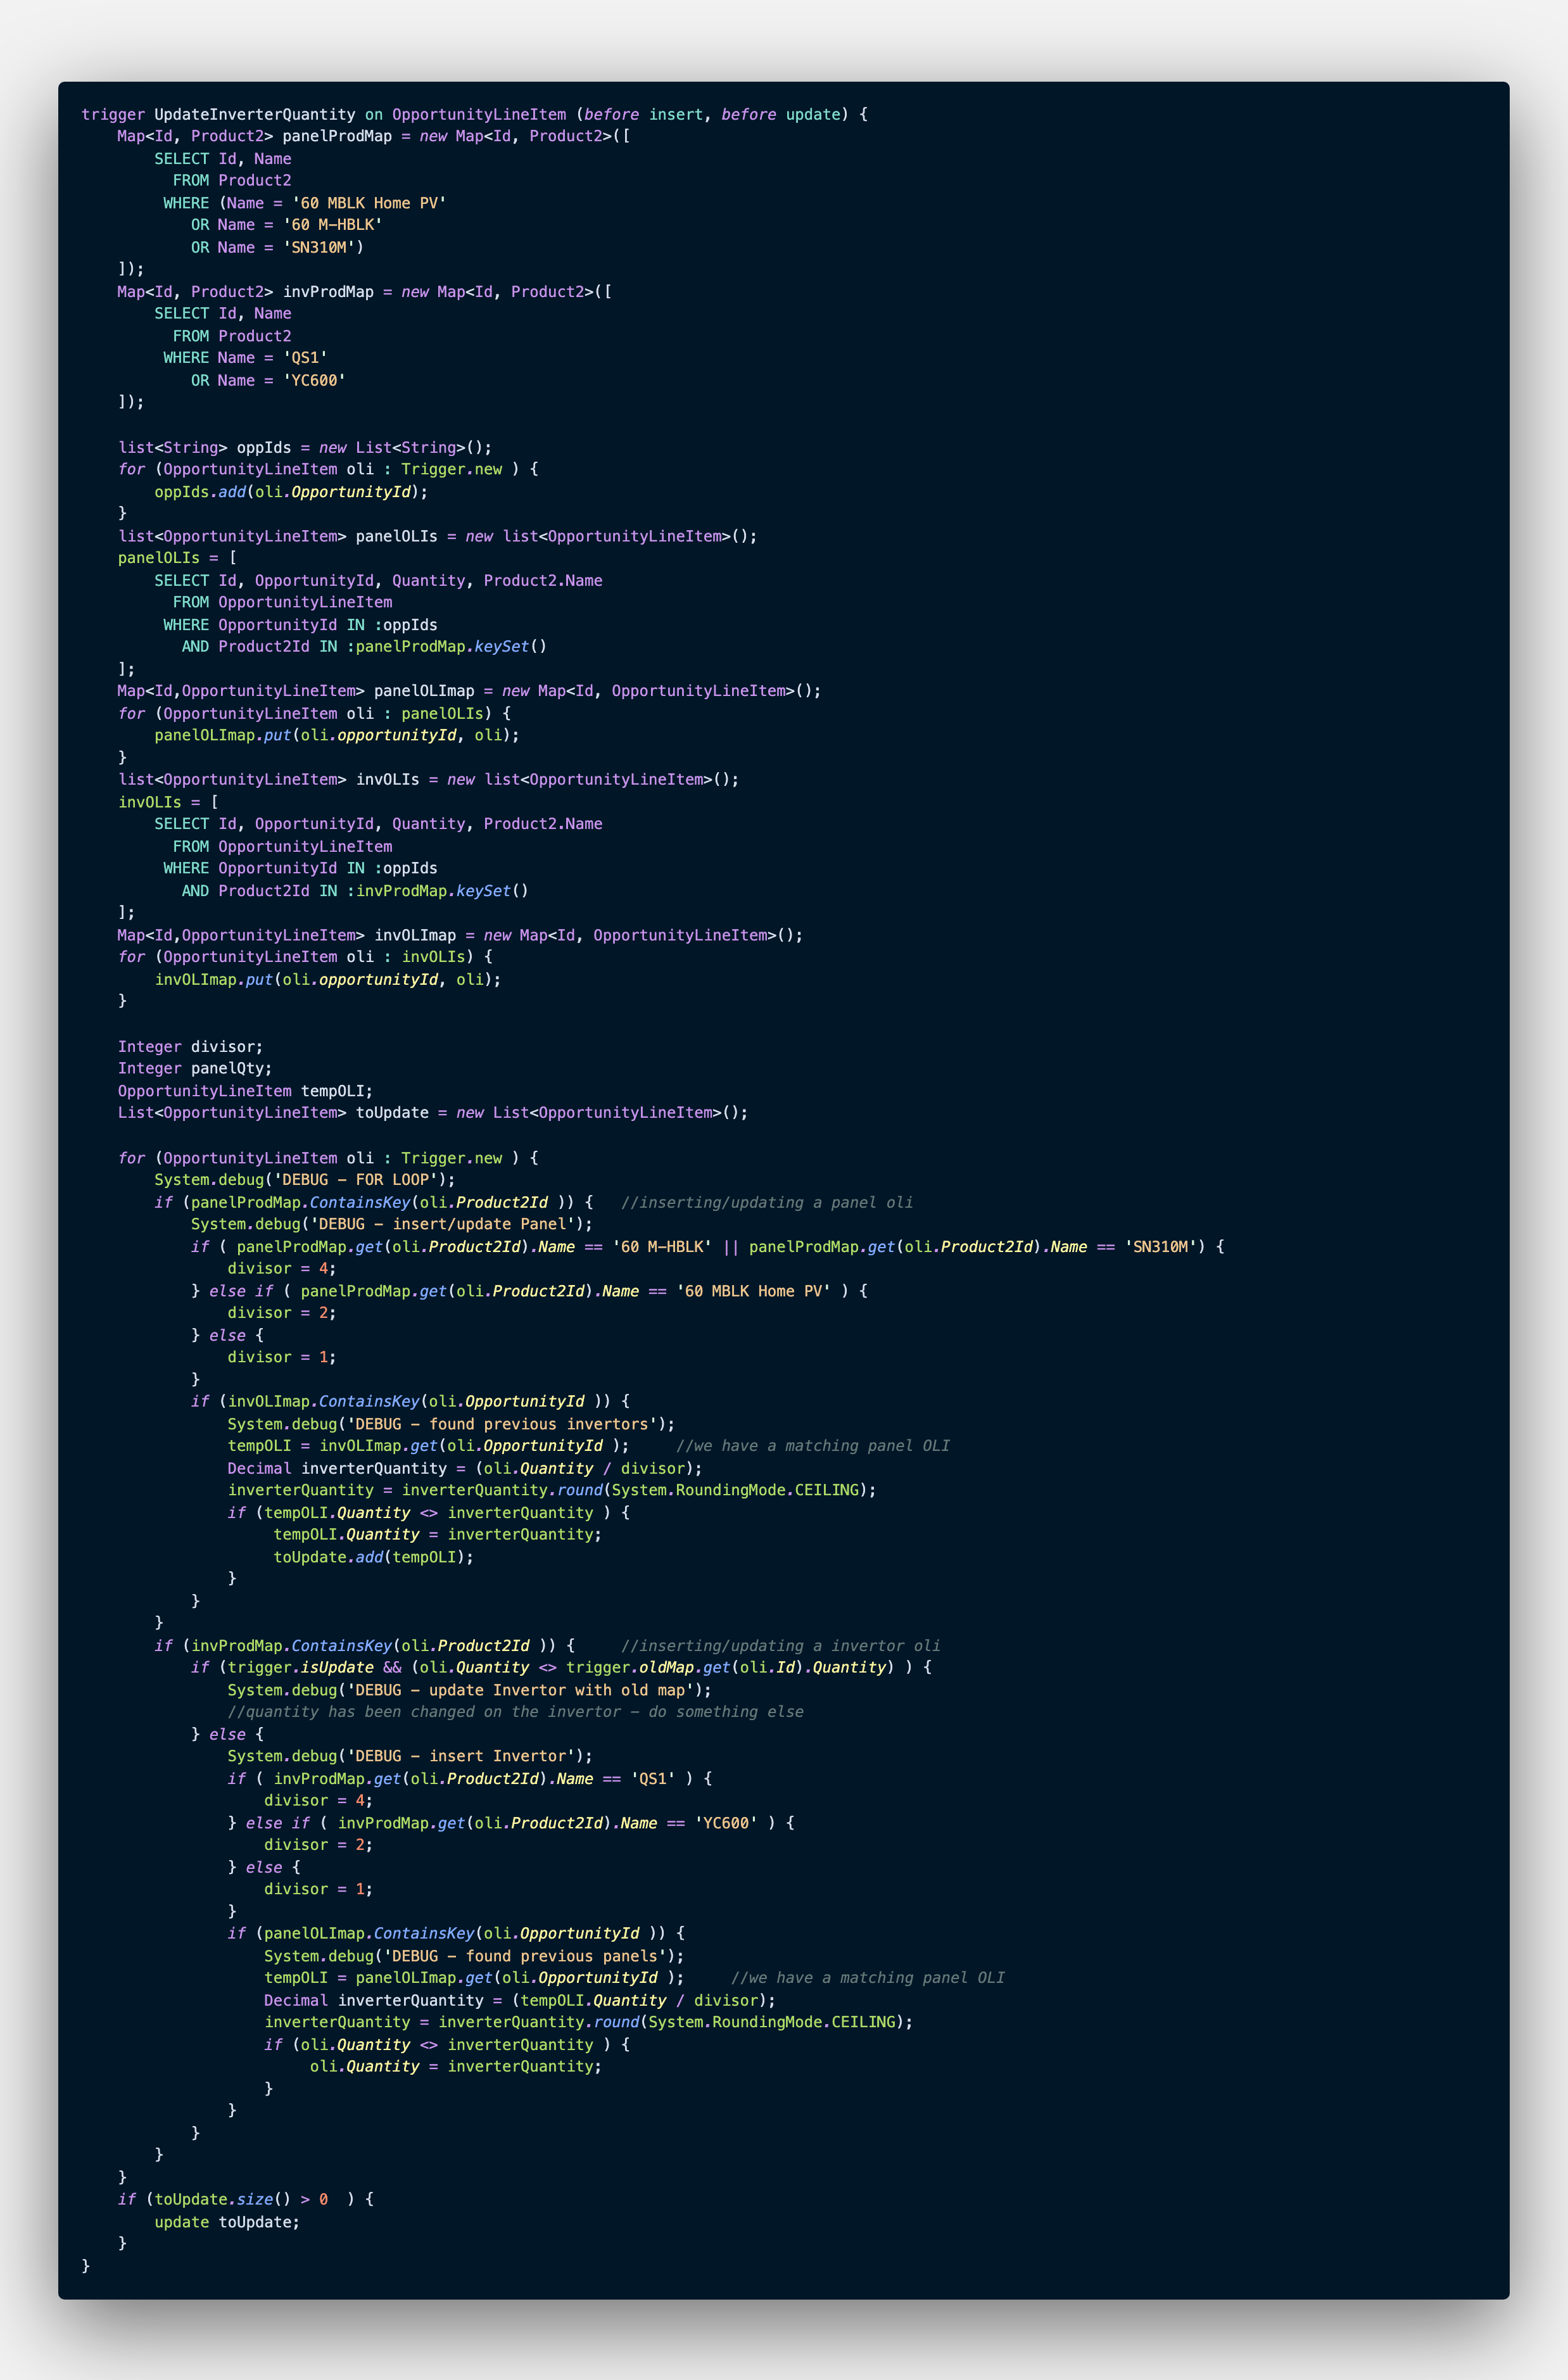 trigger UpdateInverterQuantity on OpportunityLineItem (before insert, before update) {
    Map<Id, Product2> panelProdMap = new Map<Id, Product2>([
        SELECT Id, Name
          FROM Product2
         WHERE (Name = '60 MBLK Home PV'
            OR Name = '60 M-HBLK'
            OR Name = 'SN310M')
    ]);
    Map<Id, Product2> invProdMap = new Map<Id, Product2>([
        SELECT Id, Name
          FROM Product2
         WHERE Name = 'QS1'
            OR Name = 'YC600'
    ]);

    list<String> oppIds = new List<String>();
    for (OpportunityLineItem oli : Trigger.new ) {
        oppIds.add(oli.OpportunityId);
    }
    list<OpportunityLineItem> panelOLIs = new list<OpportunityLineItem>();
    panelOLIs = [
        SELECT Id, OpportunityId, Quantity, Product2.Name
          FROM OpportunityLineItem
         WHERE OpportunityId IN :oppIds
           AND Product2Id IN :panelProdMap.keySet()
    ];
    Map<Id,OpportunityLineItem> panelOLImap = new Map<Id, OpportunityLineItem>();
    for (OpportunityLineItem oli : panelOLIs) {
        panelOLImap.put(oli.opportunityId, oli);
    }
    list<OpportunityLineItem> invOLIs = new list<OpportunityLineItem>();
    invOLIs = [
        SELECT Id, OpportunityId, Quantity, Product2.Name
          FROM OpportunityLineItem
         WHERE OpportunityId IN :oppIds
           AND Product2Id IN :invProdMap.keySet()
    ];
    Map<Id,OpportunityLineItem> invOLImap = new Map<Id, OpportunityLineItem>();
    for (OpportunityLineItem oli : invOLIs) {
        invOLImap.put(oli.opportunityId, oli);
    }

    Integer divisor;
    Integer panelQty;
    OpportunityLineItem tempOLI;
    List<OpportunityLineItem> toUpdate = new List<OpportunityLineItem>();

    for (OpportunityLineItem oli : Trigger.new ) {
        System.debug('DEBUG - FOR LOOP');
        if (panelProdMap.ContainsKey(oli.Product2Id )) {   //inserting/updating a panel oli
            System.debug('DEBUG - insert/update Panel');
            if ( panelProdMap.get(oli.Product2Id).Name == '60 M-HBLK' || panelProdMap.get(oli.Product2Id).Name == 'SN310M') {
                divisor = 4;
            } else if ( panelProdMap.get(oli.Product2Id).Name == '60 MBLK Home PV' ) {
                divisor = 2;
            } else {
                divisor = 1;
            }
            if (invOLImap.ContainsKey(oli.OpportunityId )) {
                System.debug('DEBUG - found previous invertors');
                tempOLI = invOLImap.get(oli.OpportunityId );     //we have a matching panel OLI
                Decimal inverterQuantity = (oli.Quantity / divisor);
                inverterQuantity = inverterQuantity.round(System.RoundingMode.CEILING);
                if (tempOLI.Quantity <> inverterQuantity ) {
                     tempOLI.Quantity = inverterQuantity;
                     toUpdate.add(tempOLI);
                }
            }
        }
        if (invProdMap.ContainsKey(oli.Product2Id )) {     //inserting/updating a invertor oli
            if (trigger.isUpdate && (oli.Quantity <> trigger.oldMap.get(oli.Id).Quantity) ) {
                System.debug('DEBUG - update Invertor with old map');
                //quantity has been changed on the invertor - do something else
            } else {
                System.debug('DEBUG - insert Invertor');
                if ( invProdMap.get(oli.Product2Id).Name == 'QS1' ) {
                    divisor = 4;
                } else if ( invProdMap.get(oli.Product2Id).Name == 'YC600' ) {
                    divisor = 2;
                } else {
                    divisor = 1;
                }
                if (panelOLImap.ContainsKey(oli.OpportunityId )) {
                    System.debug('DEBUG - found previous panels');
                    tempOLI = panelOLImap.get(oli.OpportunityId );     //we have a matching panel OLI
                    Decimal inverterQuantity = (tempOLI.Quantity / divisor);
                    inverterQuantity = inverterQuantity.round(System.RoundingMode.CEILING);
                    if (oli.Quantity <> inverterQuantity ) {
                         oli.Quantity = inverterQuantity;
                    }
                }
            }
        }
    }
    if (toUpdate.size() > 0  ) {
        update toUpdate;
    }
}